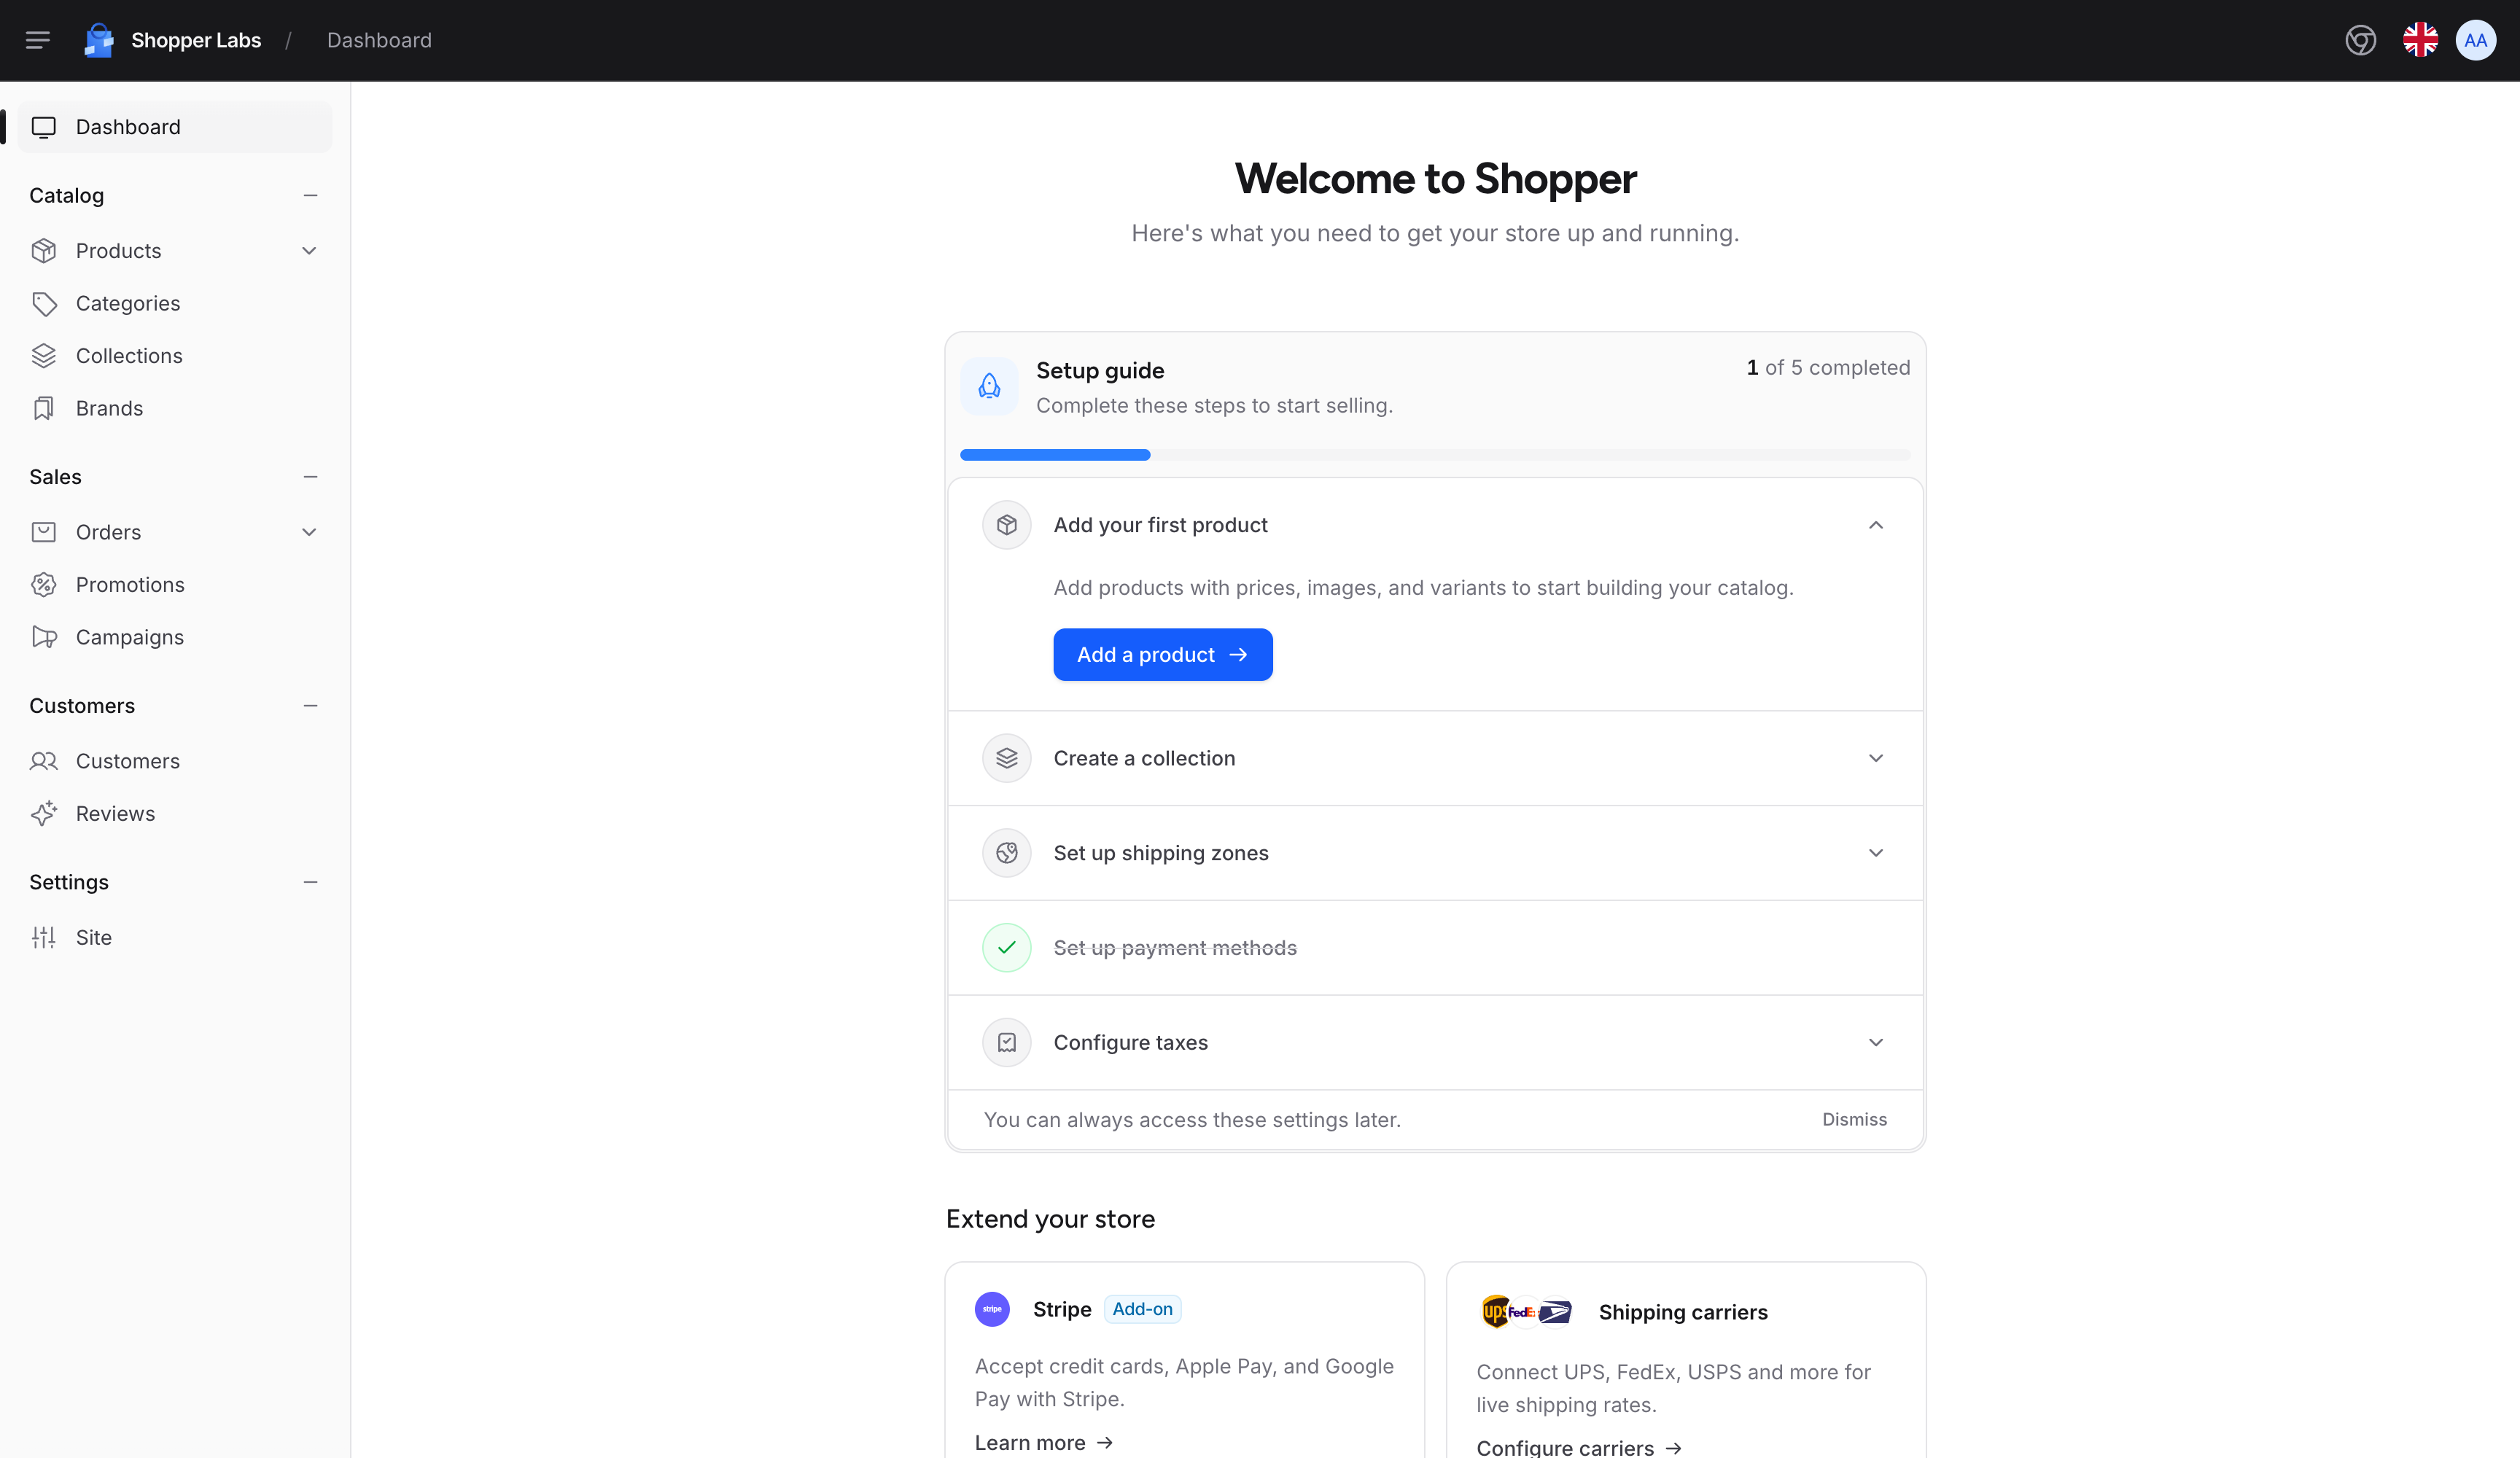 Shopper Labs / Dashboard
AA
Dashboard
Catalog
Products
Categories
Collections
Brands
Sales
Orders
Promotions
Campaigns
Customers
Customers
Reviews
Settings
Site
Welcome to Shopper
Here's what you need to get your store up and running.
Setup guide
1 of 5 completed
Complete these steps to start selling.
Add your first product
Add products with prices, images, and variants to start building your catalog.
Add a product →
Create a collection
Set up shipping zones
Set up payment methods
Configure taxes
You can always access these settings later.
Dismiss
Extend your store
stripe
Stripe
Add-on
Accept credit cards, Apple Pay, and Google
Pay with Stripe.
Learn more →
ups
FedEx
Shipping carriers
Connect UPS, FedEx, USPS and more for
live shipping rates.
Configure carriers →